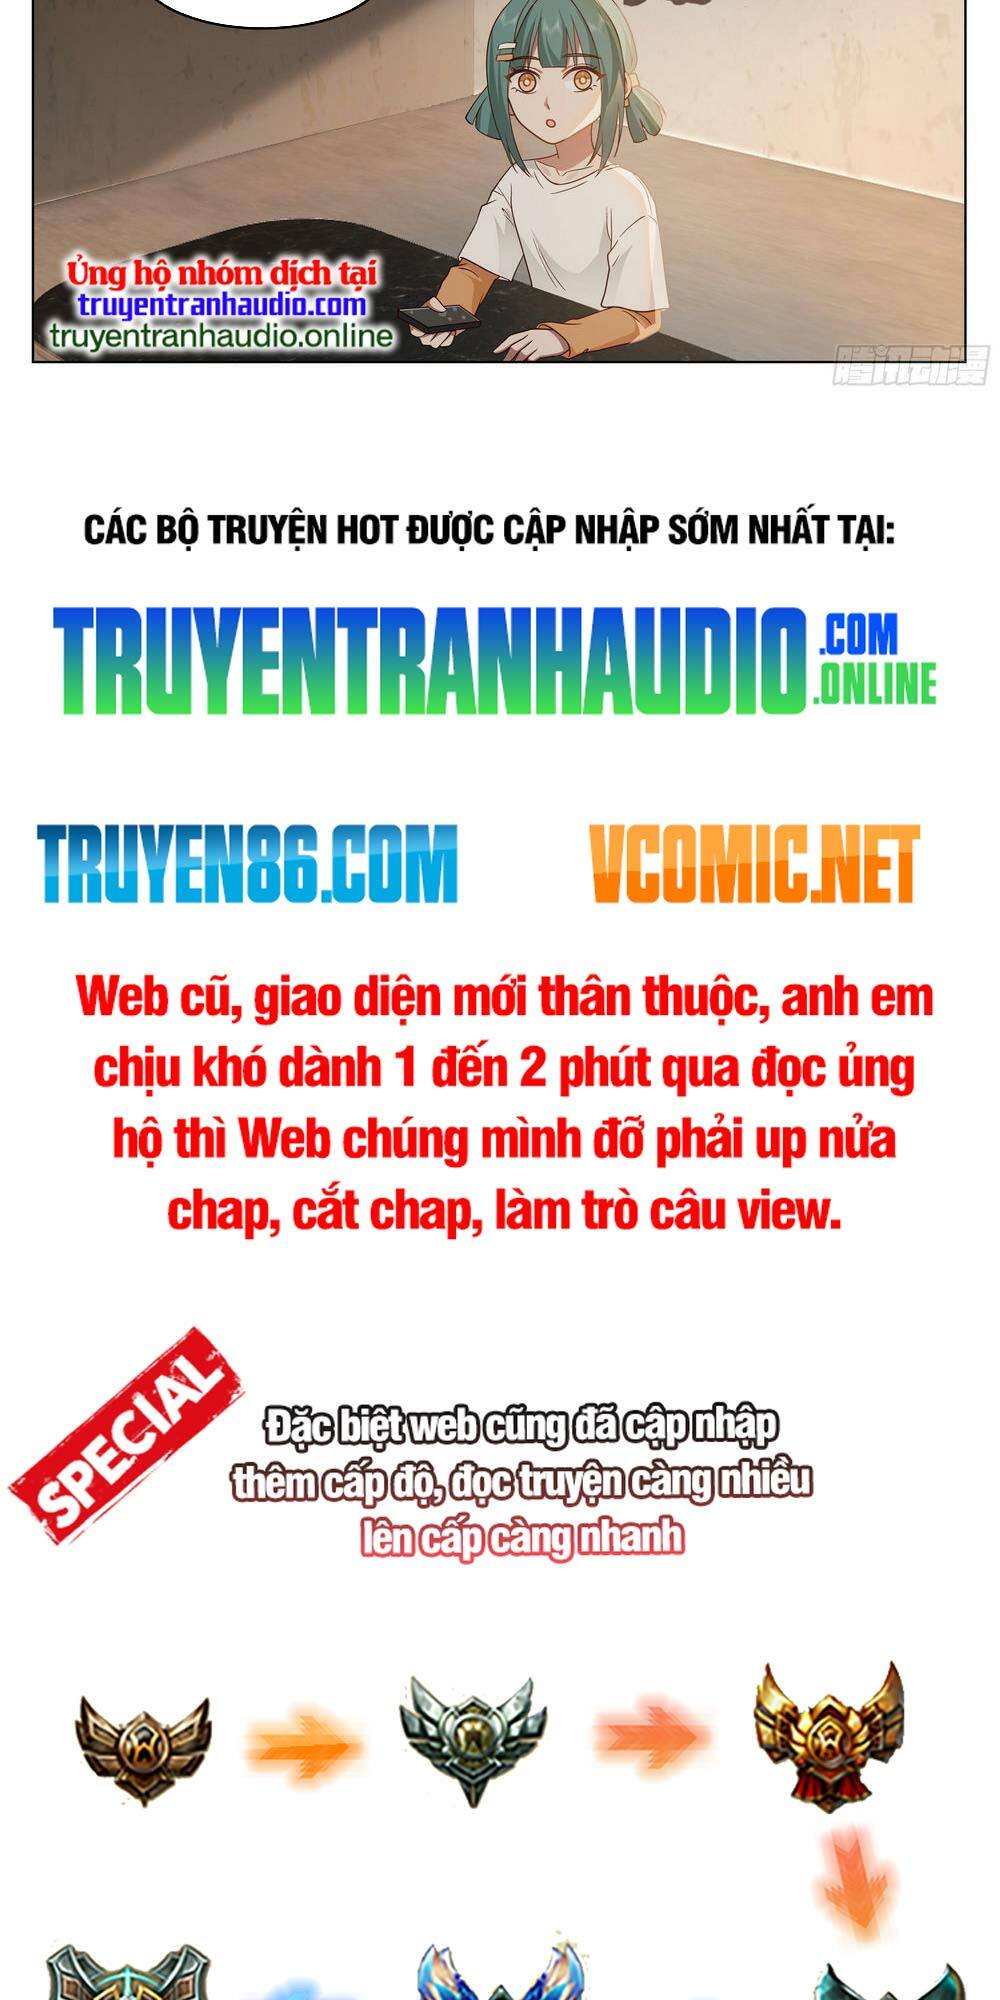 Ủng hộ nhóm dịch tại
truyentranhaudio.com
truyentranhaudio.online
腾讯动漫
CÁC BỘ TRUYỆN HOT ĐƯỢC CẬP NHẬP SỚM NHẤT TẠI:
TRUYENTRANHAUDIO .COM
.ONLINE
TRUYEN86.COM VCOMIC.NET
Web cũ, giao diện mới thân thuộc, anh em
chịu khó dành 1 đến 2 phút qua đọc ủng
hộ thì Web chúng mình đỡ phải up nửa
chap, cắt chap, làm trò câu view.
SPECIAL
Đặc biệt web cũng đã cập nhập
thêm cấp độ, đọc truyện càng nhiều
lên cấp càng nhanh